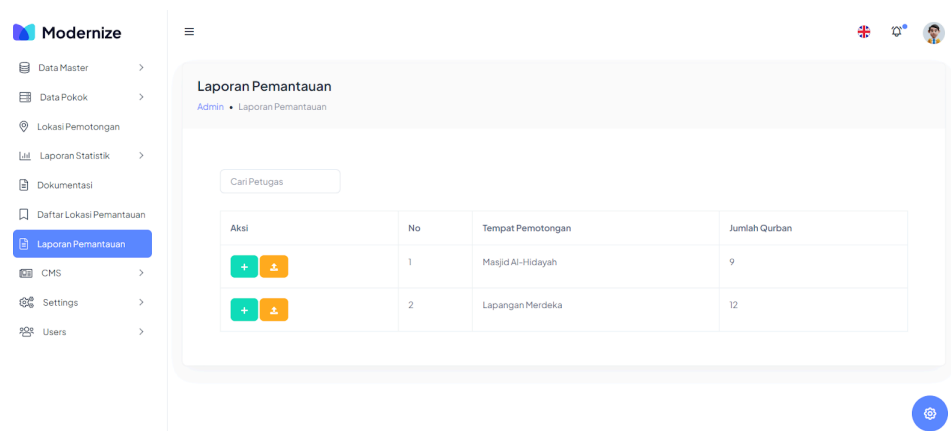 Modernize
Data Master
Data Pokok
Lokasi Pemotongan
Laporan Statistik
Dokumentasi
Daftar Lokasi Pemantauan
Laporan Pemantauan
CMS
Settings
Users
Laporan Pemantauan
Admin • Laporan Pemantauan
Cari Petugas
Aksi No Tempat Pemotongan Jumlah Qurban
1 Masjid Al-Hidayah 9
2 Lapangan Merdeka 12